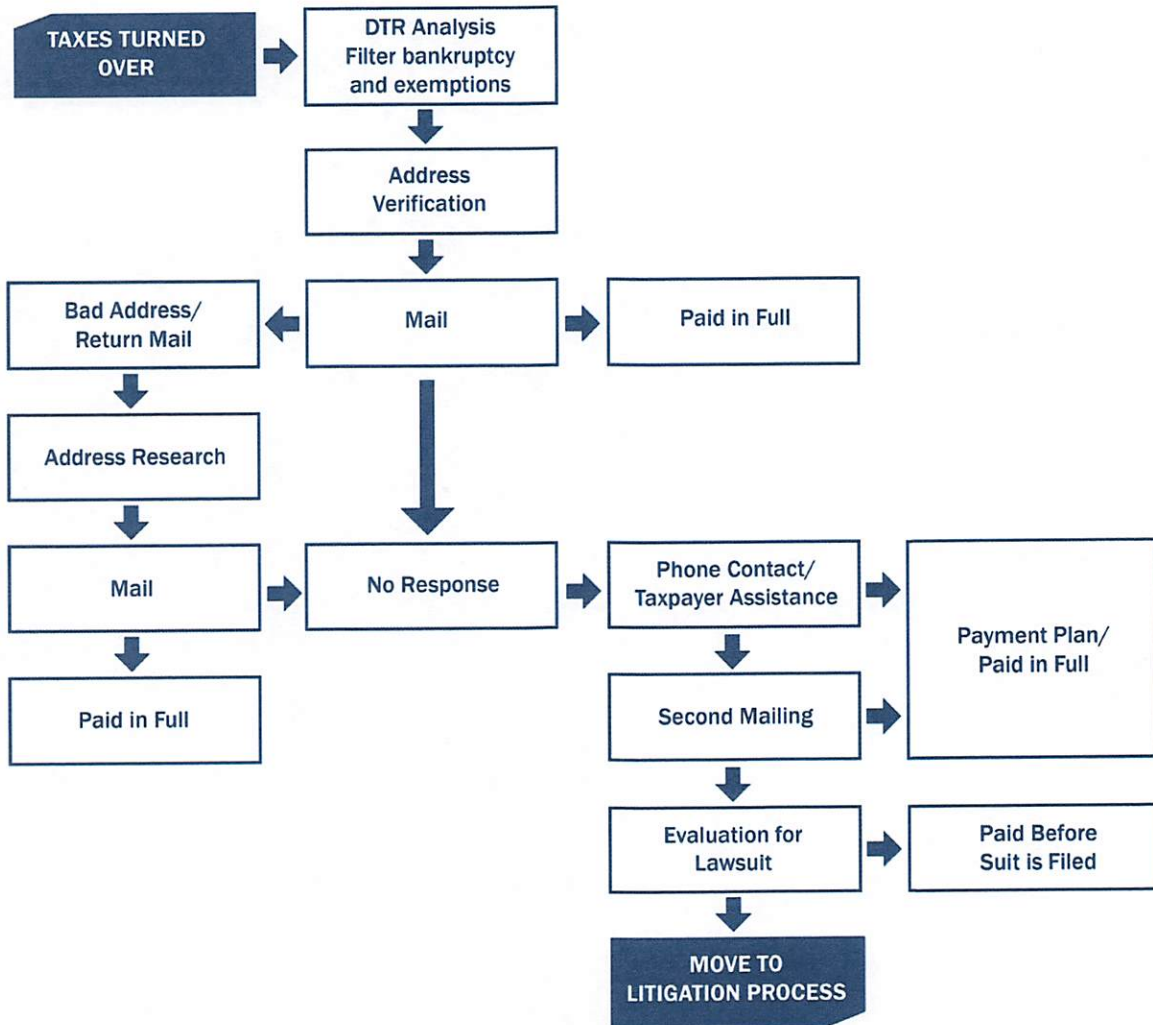 TAXES TURNED
OVER
DTR Analysis
Filter bankruptcy
and exemptions
Address
Verification
Bad Address/
Return Mail
Mail
Paid in Full
Address Research
Mail
No Response
Phone Contact/
Taxpayer Assistance
Payment Plan/
Paid in Full
Paid in Full
Second Mailing
Evaluation for
Lawsuit
Paid Before
Suit is Filed
MOVE TO
LITIGATION PROCESS